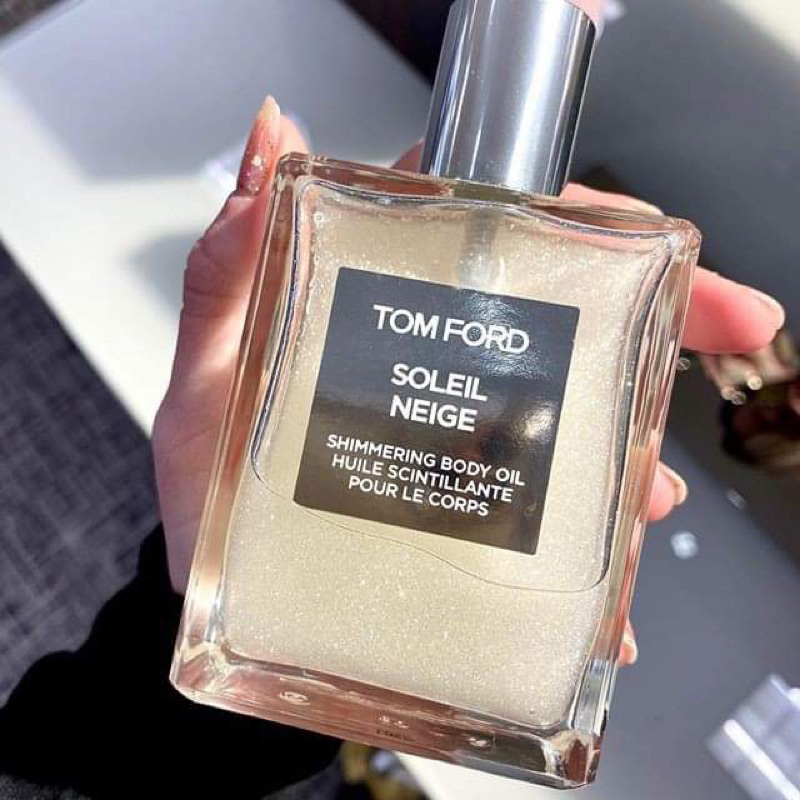 TOM FORD
SOLEIL
NEIGE
SHIMMERING BODY OIL
HUILE SCINTILLANTE
POUR LE CORPS